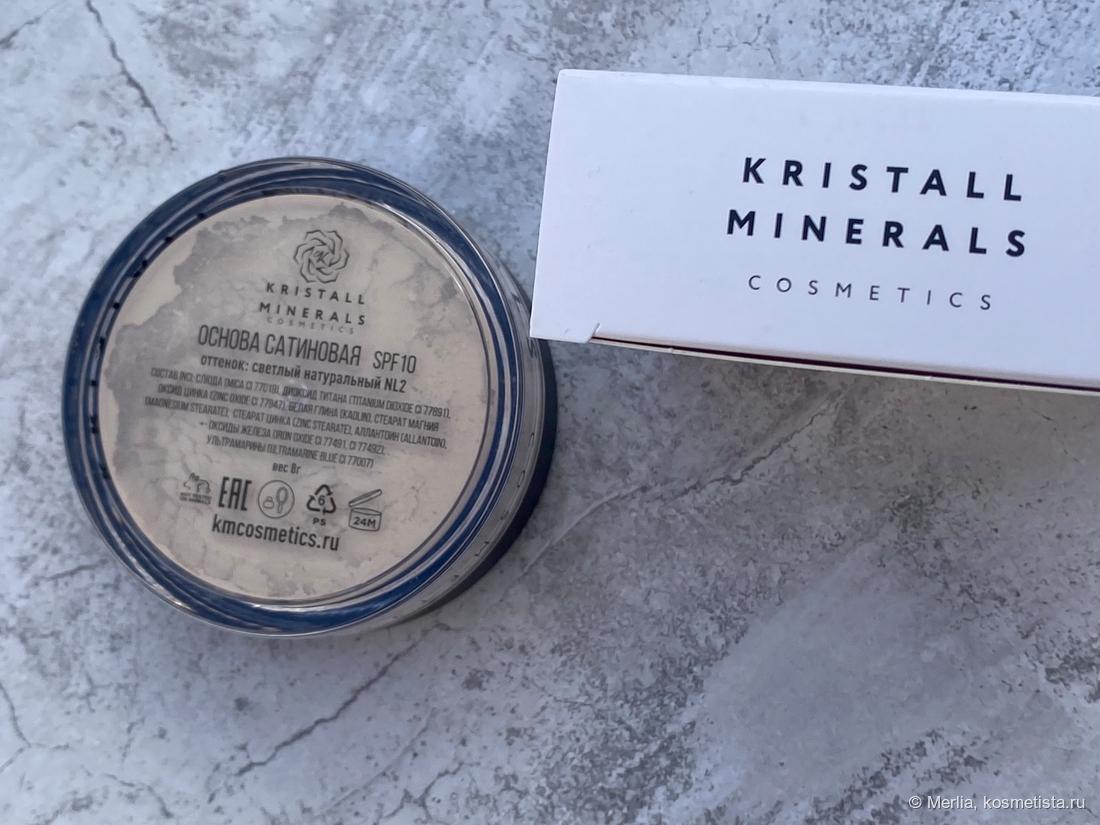 KRISTALL
MINERALS
COSMETICS
ОСНОВА САТИНОВАЯ SPF10
оттенок: светлый натуральный NL2
СОСТАВ INCI: СЛЮДА (MICA CI 77019), ДИОКСИД ТИТАНА (TITANIUM DIOXIDE CI 77891),
ОКСИД ЦИНКА (ZINC OXIDE CI 77947), БЕЛАЯ ГЛИНА (KAOLIN), СТЕАРАТ МАГНИЯ
(MAGNESIUM STEARATE), СТЕАРАТ ЦИНКА (ZINC STEARATE), АЛЛАНТОИН (ALLANTOIN),
+- ОКСИДЫ ЖЕЛЕЗА (IRON OXIDE CI 77491, CI 77492),
УЛЬТРАМАРИНЫ (ULTRAMARINE BLUE CI 77007)
вес 8г
EAC
6
PS
24M
kmcosmetics.ru
KRISTALL
MINERALS
COSMETICS
© Merlia, kosmetista.ru